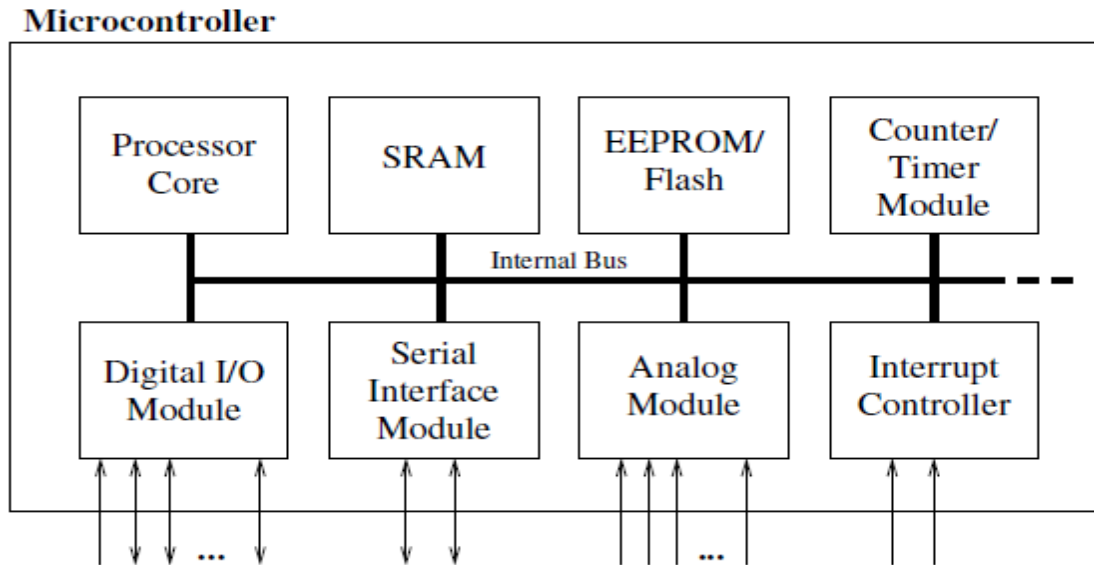 Microcontroller
Processor
Core
SRAM
EEPROM/
Flash
Counter/
Timer
Module
Internal Bus
Digital I/O
Module
Serial
Interface
Module
Analog
Module
Interrupt
Controller
...
...